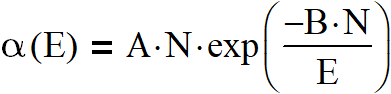 α(E) = A·N·exp(−B·N / E)